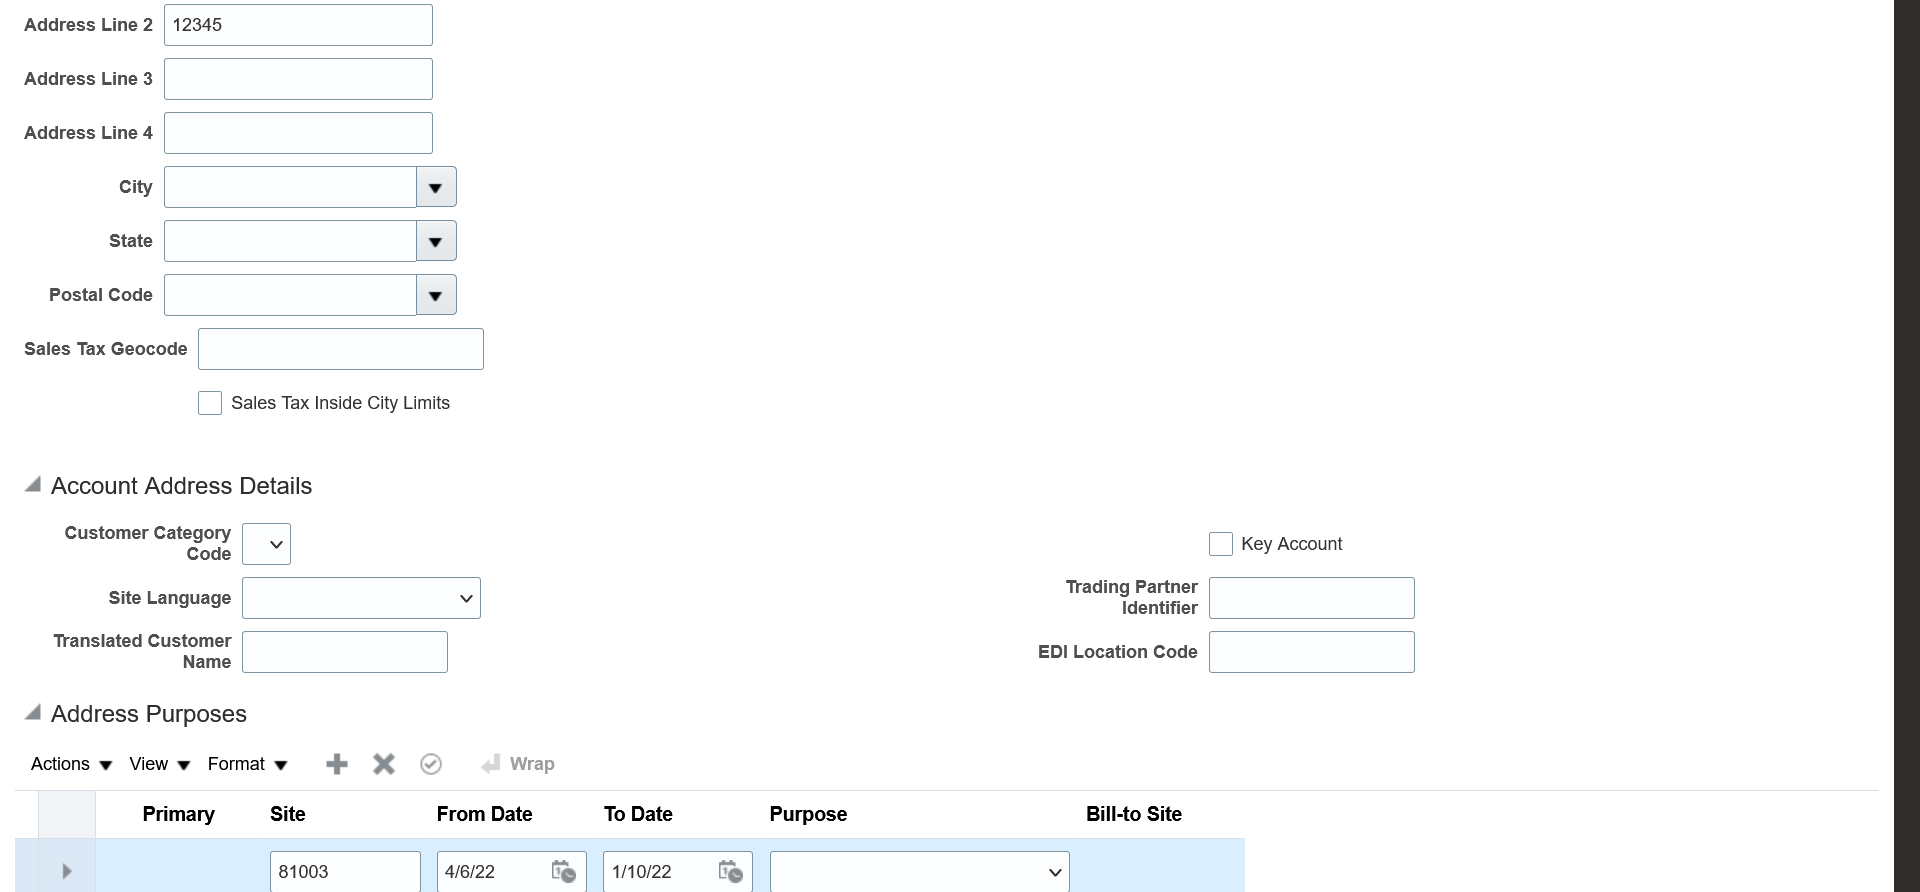 Address Line 2 12345
Address Line 3
Address Line 4
City
State
Postal Code
Sales Tax Geocode
Sales Tax Inside City Limits
Account Address Details
Customer Category
Code
Key Account
Site Language
Trading Partner
Identifier
Translated Customer
Name
EDI Location Code
Address Purposes
Actions View Format Wrap
Primary Site From Date To Date Purpose Bill-to Site
81003 4/6/22 1/10/22